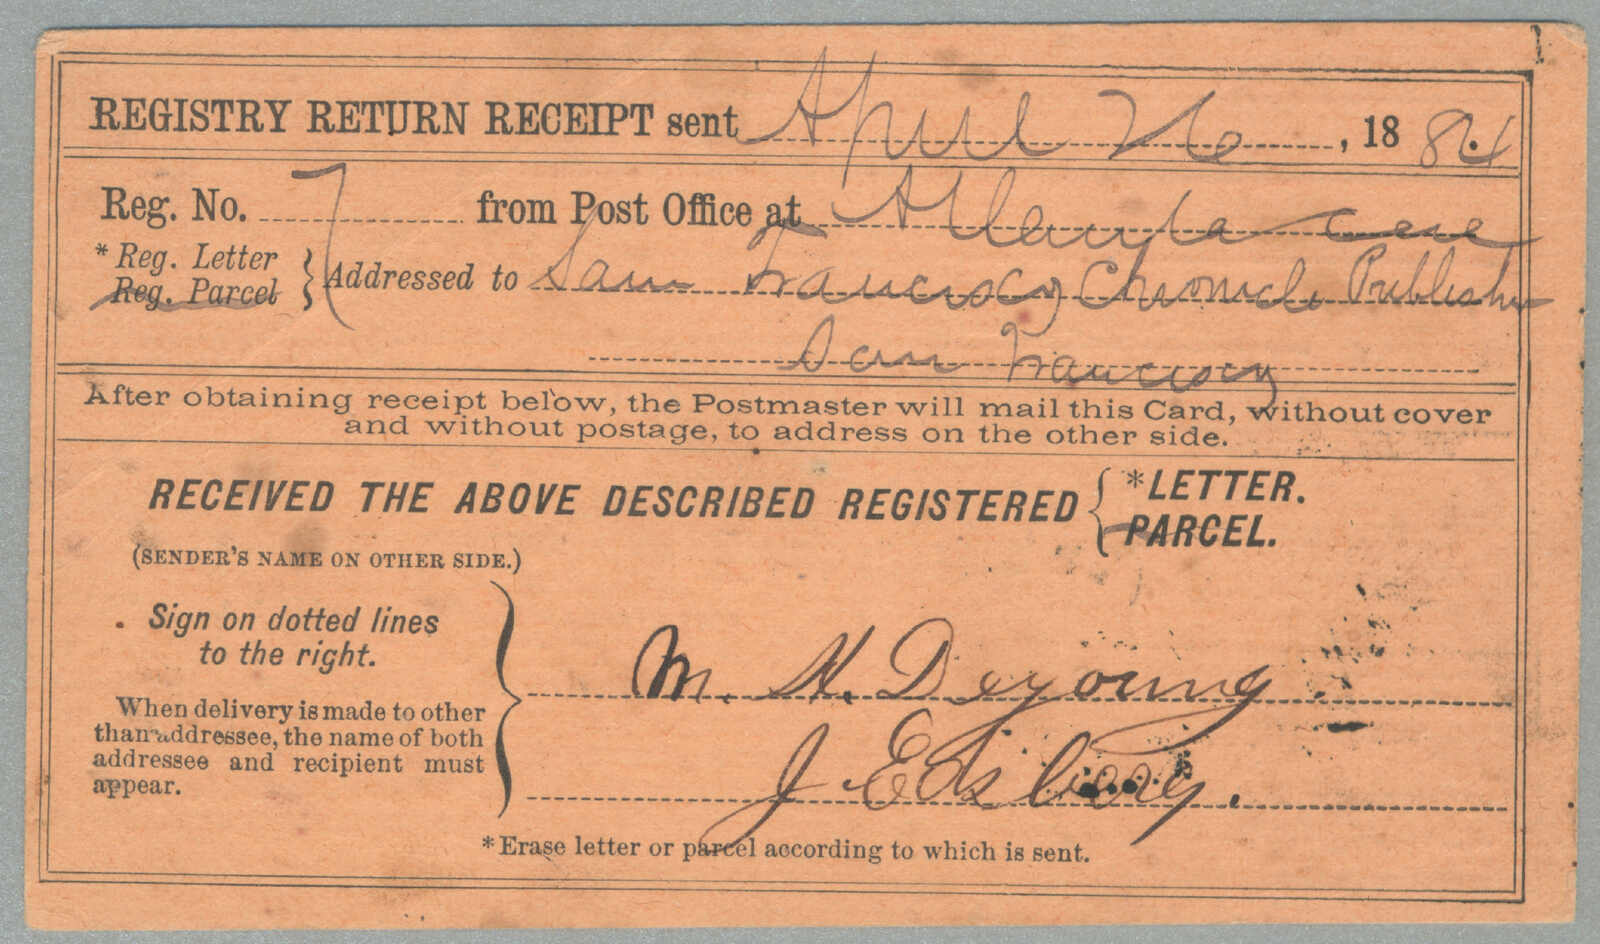 REGISTRY RETURN RECEIPT sent April 26, 1884.
Reg. No. 7 from Post Office at
* Reg. Letter
Reg. Parcel } Addressed to San Francisco Chronicle Publisher
San Francisco
After obtaining receipt below, the Postmaster will mail this Card, without cover
and without postage, to address on the other side.
RECEIVED THE ABOVE DESCRIBED REGISTERED { *LETTER.
PARCEL.
(SENDER'S NAME ON OTHER SIDE.)
Sign on dotted lines
to the right.
M. H. Deyoung.
When delivery is made to other
than addressee, the name of both
addressee and recipient must
appear.
J
*Erase letter or parcel according to which is sent.